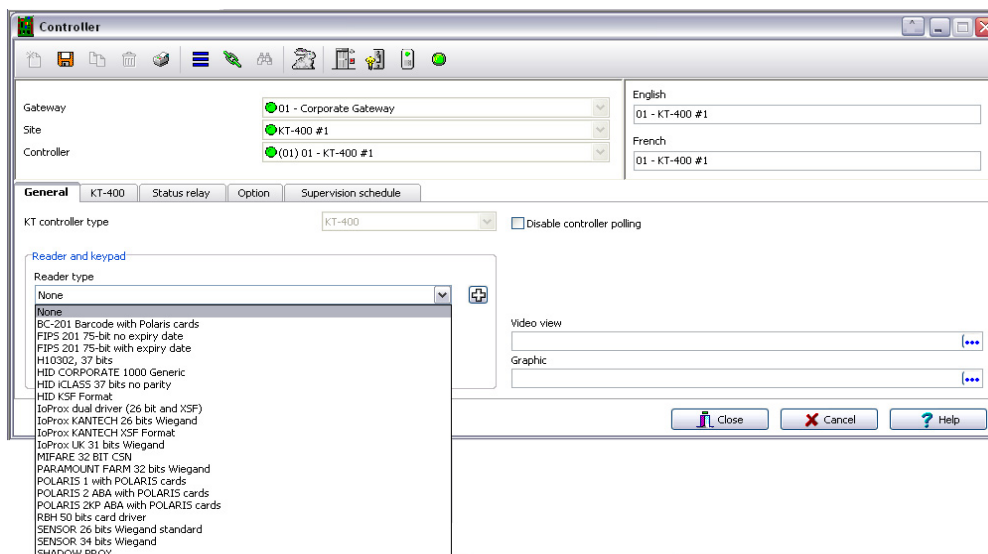 Controller
Gateway
01 - Corporate Gateway
Site
KT-400 #1
Controller
(01) 01 - KT-400 #1
English
01 - KT-400 #1
French
01 - KT-400 #1
General KT-400 Status relay Option Supervision schedule
KT controller type
KT-400
Disable controller polling
Reader and keypad
Reader type
None
None
BC-201 Barcode with Polaris cards
FIPS 201 75-bit no expiry date
FIPS 201 75-bit with expiry date
H10302, 37 bits
HID CORPORATE 1000 Generic
HID iCLASS 37 bits no parity
HID KSF Format
IoProx dual driver (26 bit and XSF)
IoProx KANTECH 26 bits Wiegand
IoProx KANTECH XSF Format
IoProx UK 31 bits Wiegand
MIFARE 32 BIT CSN
PARAMOUNT FARM 32 bits Wiegand
POLARIS 1 with POLARIS cards
POLARIS 2 ABA with POLARIS cards
POLARIS 2KP ABA with POLARIS cards
RBH 50 bits card driver
SENSOR 26 bits Wiegand standard
SENSOR 34 bits Wiegand
SHADOW PROX
Video view
Graphic
Close Cancel Help